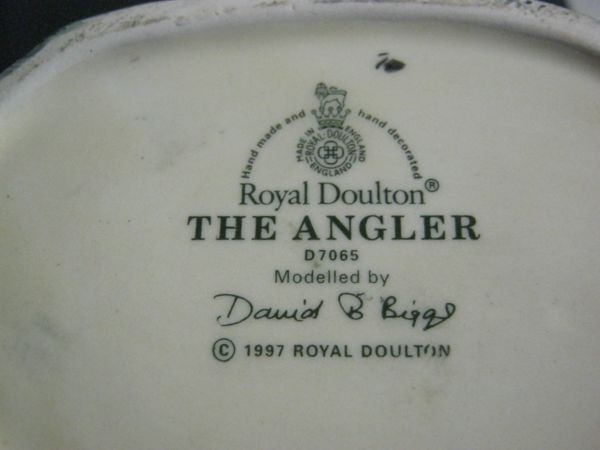 Hand made and hand decorated
MADE IN ENGLAND
ROYAL DOULTON
ENGLAND
Royal Doulton®
THE ANGLER
D7065
Modelled by
David B Biggs
© 1997 ROYAL DOULTON